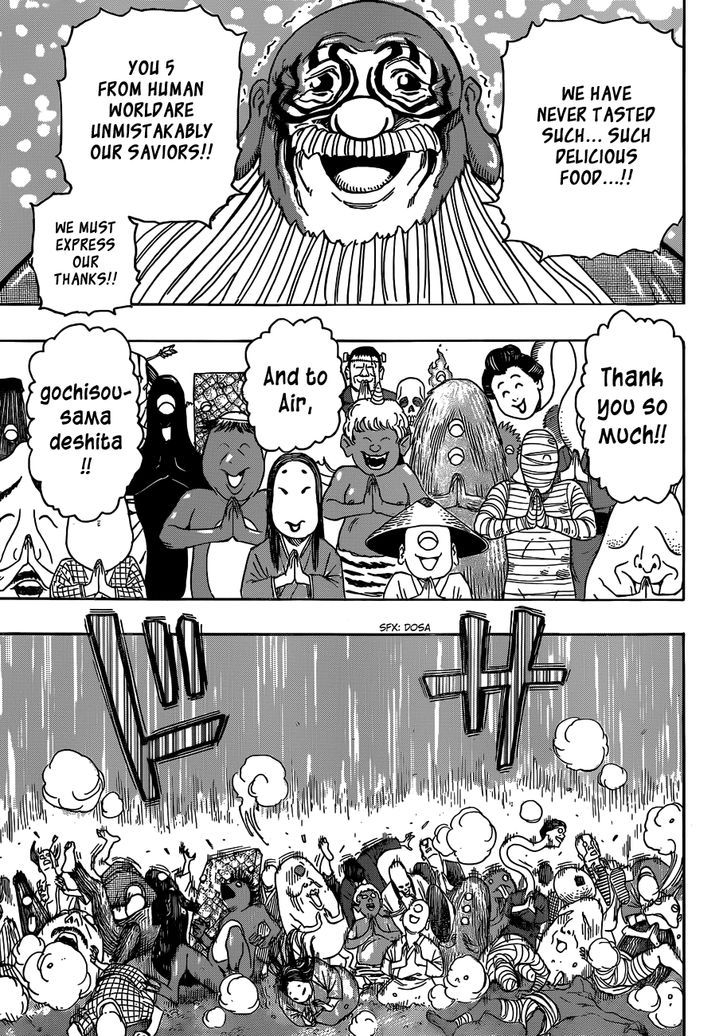 WE HAVE
NEVER TASTED
SUCH... SUCH
DELICIOUS
FOOD...!!
YOU 5
FROM HUMAN
WORLDARE
UNMISTAKABLY
OUR SAVIORS!!
WE MUST
EXPRESS
OUR
THANKS!!
Thank
you so
much!!
And to
Air,
gochisou-
sama
deshita
!!
SFX: DOSA
ドサ